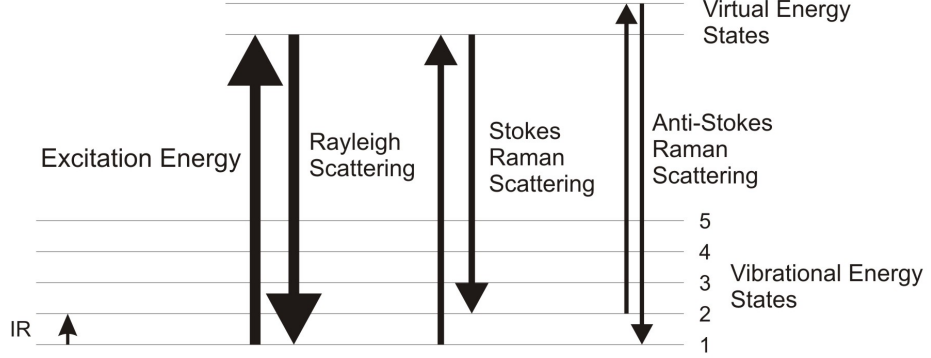 Virtual Energy
States
Excitation Energy
Rayleigh
Scattering
Stokes
Raman
Scattering
Anti-Stokes
Raman
Scattering
5
4
3
2
1
Vibrational Energy
States
IR